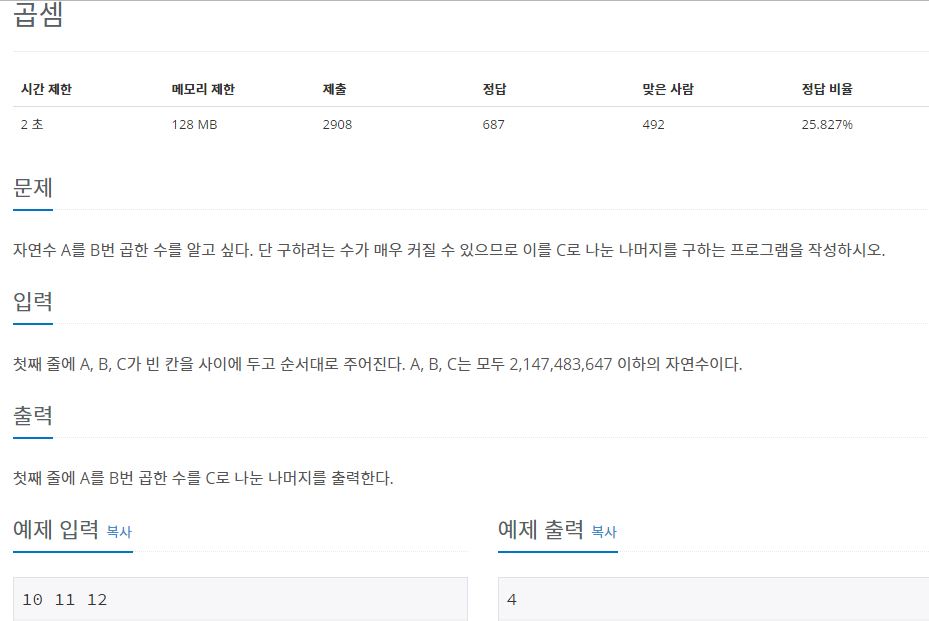 곱셈
시간 제한 메모리 제한 제출 정답 맞은 사람 정답 비율
2 초 128 MB 2908 687 492 25.827%
문제
자연수 A를 B번 곱한 수를 알고 싶다. 단 구하려는 수가 매우 커질 수 있으므로 이를 C로 나눈 나머지를 구하는 프로그램을 작성하시오.
입력
첫째 줄에 A, B, C가 빈 칸을 사이에 두고 순서대로 주어진다. A, B, C는 모두 2,147,483,647 이하의 자연수이다.
출력
첫째 줄에 A를 B번 곱한 수를 C로 나눈 나머지를 출력한다.
예제 입력 복사 예제 출력 복사
10 11 12 4